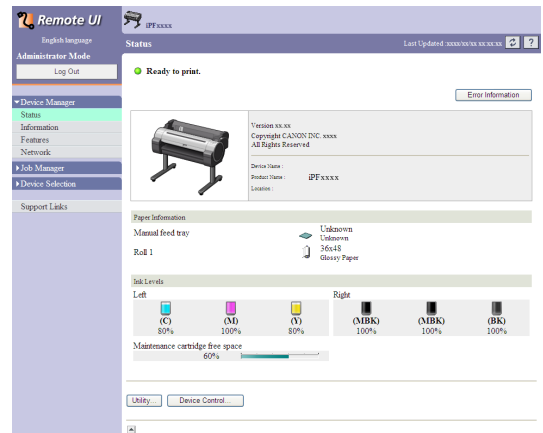 Remote UI
English language
Administrator Mode
Log Out
Device Manager
Status
Information
Features
Network
Job Manager
Device Selection
Support Links
iPFxxxx
Status
Last Updated :xxxx/xx/xx xx:xx:xx
?
Ready to print.
Error Information
Version xx.xx
Copyright CANON INC. xxxx
All Rights Reserved
Device Name :
Product Name : iPFxxxx
Location :
Paper Information
Manual feed tray Unknown
Unknown
Roll 1 36x48
Glossy Paper
Ink Levels
Left Right
(C) (M) (Y) (MBK) (MBK) (BK)
80% 100% 80% 100% 100% 100%
Maintenance cartridge free space
60%
Utility... Device Control...